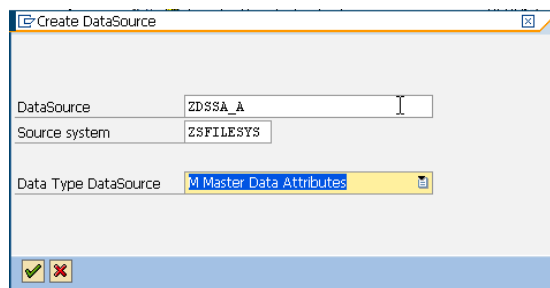 Create DataSource
DataSource ZDSSA_A
Source system ZSFILESYS
Data Type DataSource M Master Data Attributes